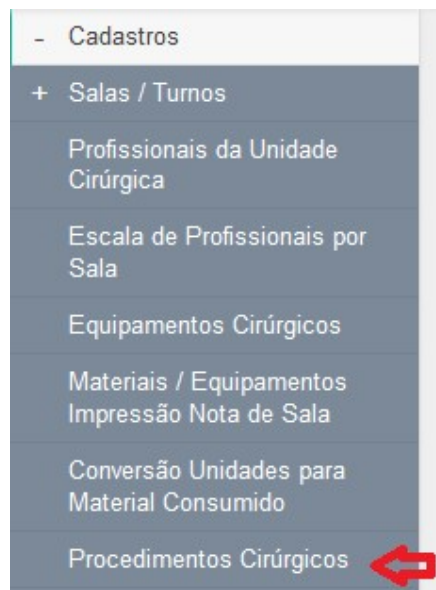 - Cadastros
+ Salas / Turnos
Profissionais da Unidade
Cirúrgica
Escala de Profissionais por
Sala
Equipamentos Cirúrgicos
Materiais / Equipamentos
Impressão Nota de Sala
Conversão Unidades para
Material Consumido
Procedimentos Cirúrgicos